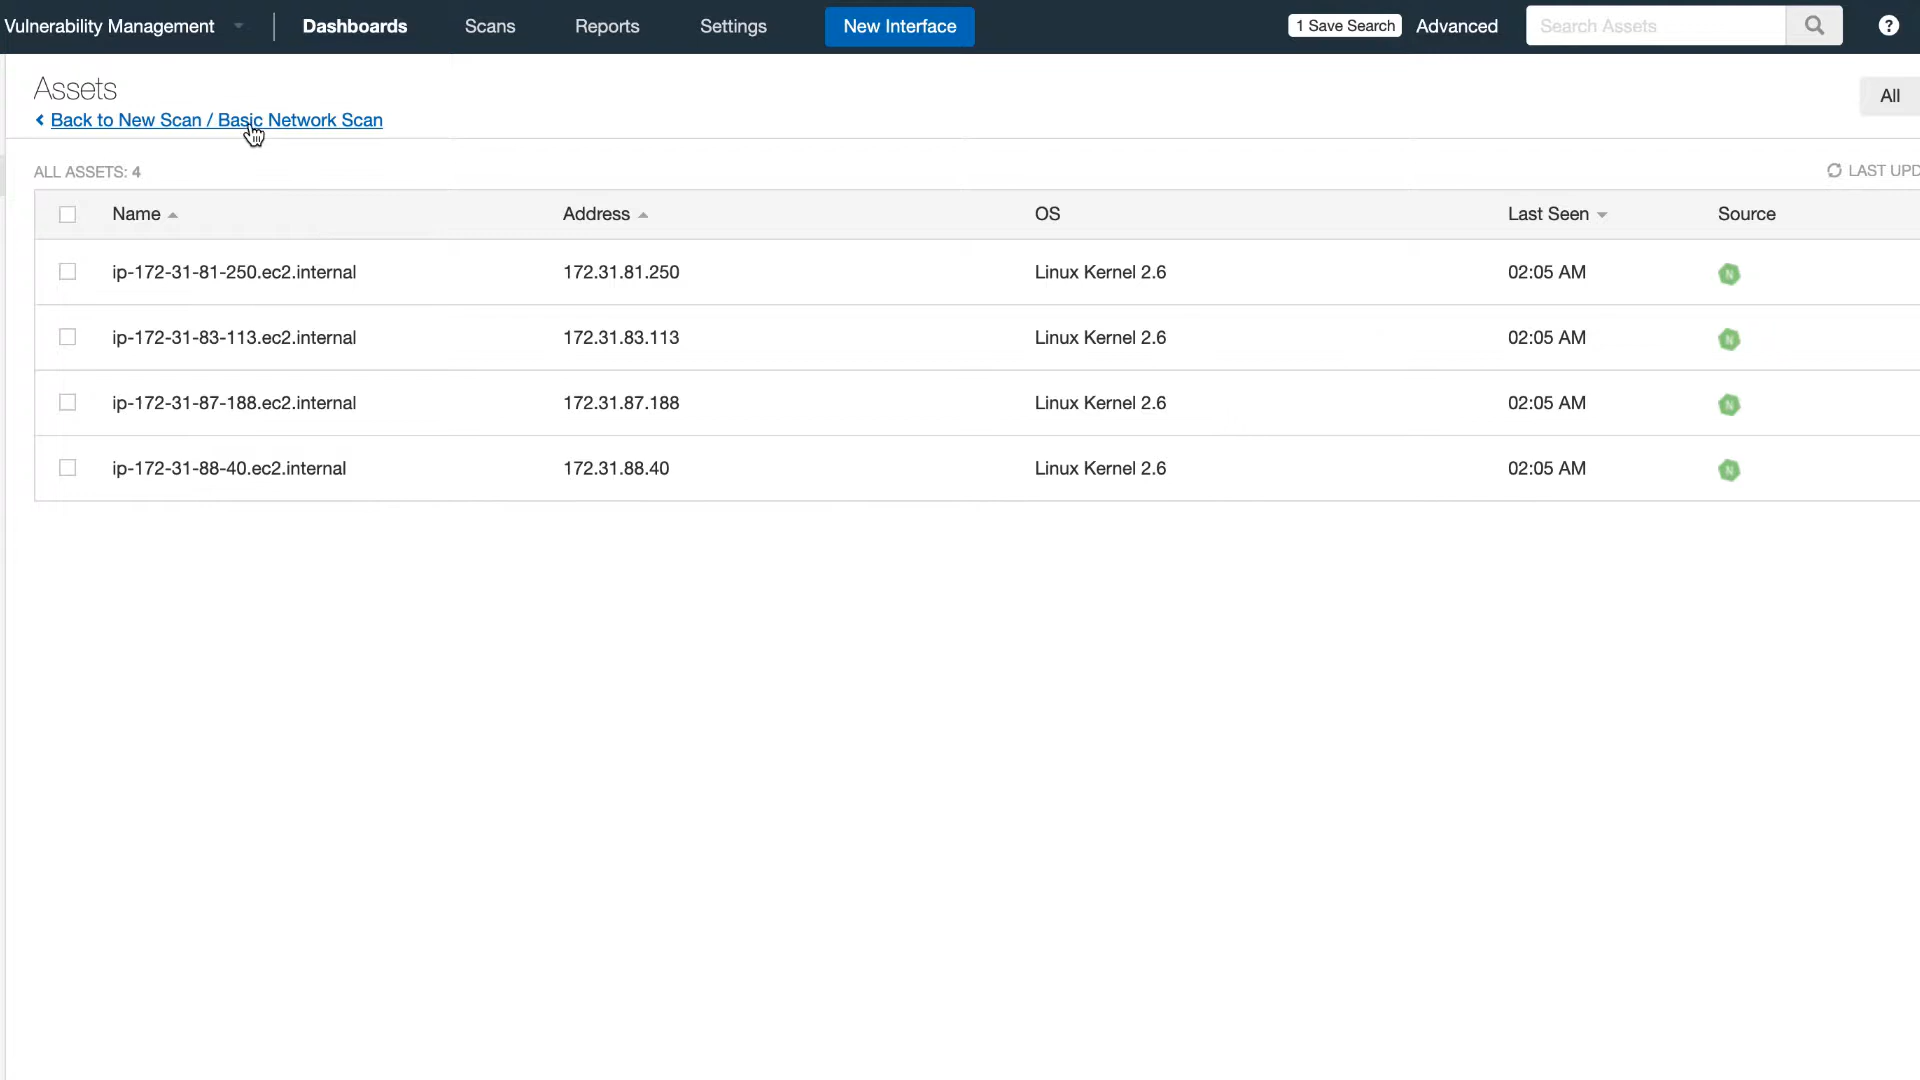 Vulnerability Management Dashboards Scans Reports Settings New Interface 1 Save Search Advanced Search Assets ?
Assets
All
Back to New Scan / Basic Network Scan
ALL ASSETS: 4 LAST UPD
Name Address OS Last Seen Source
ip-172-31-81-250.ec2.internal 172.31.81.250 Linux Kernel 2.6 02:05 AM N
ip-172-31-83-113.ec2.internal 172.31.83.113 Linux Kernel 2.6 02:05 AM N
ip-172-31-87-188.ec2.internal 172.31.87.188 Linux Kernel 2.6 02:05 AM N
ip-172-31-88-40.ec2.internal 172.31.88.40 Linux Kernel 2.6 02:05 AM N